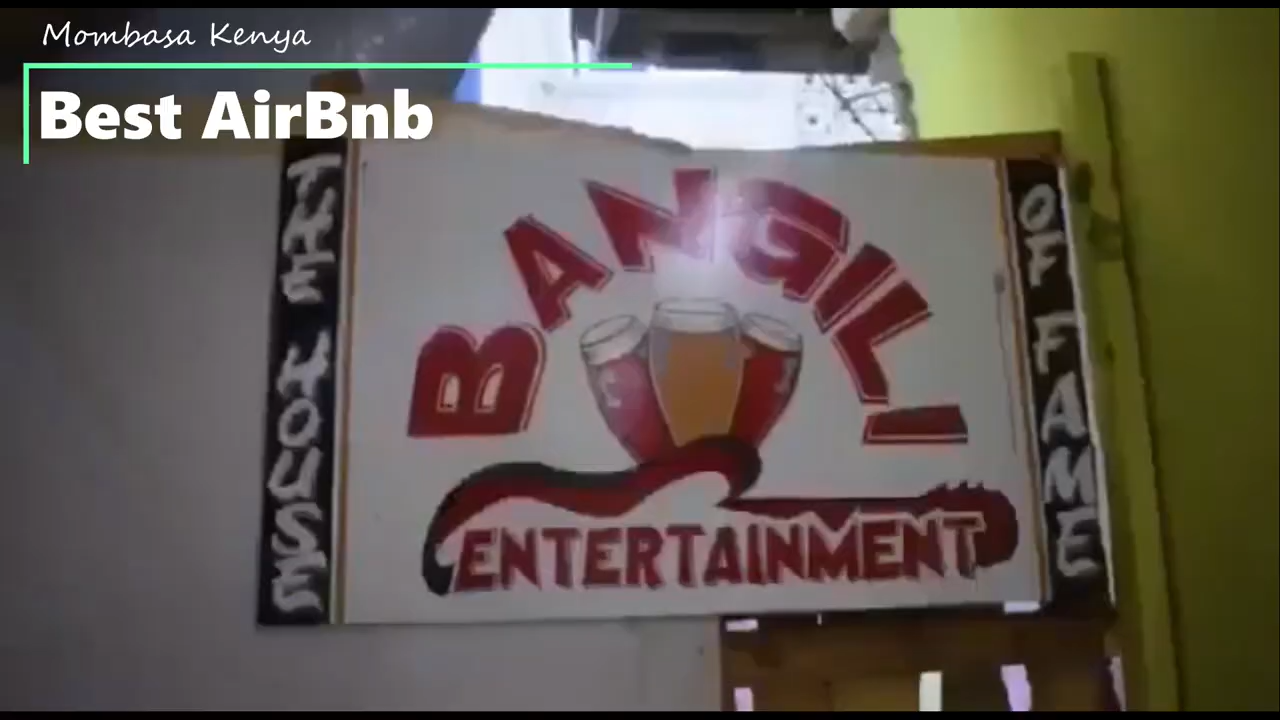 Mombasa Kenya
Best AirBnb
THE HOUSE
BANGILI
ENTERTAINMENT
OF FAME